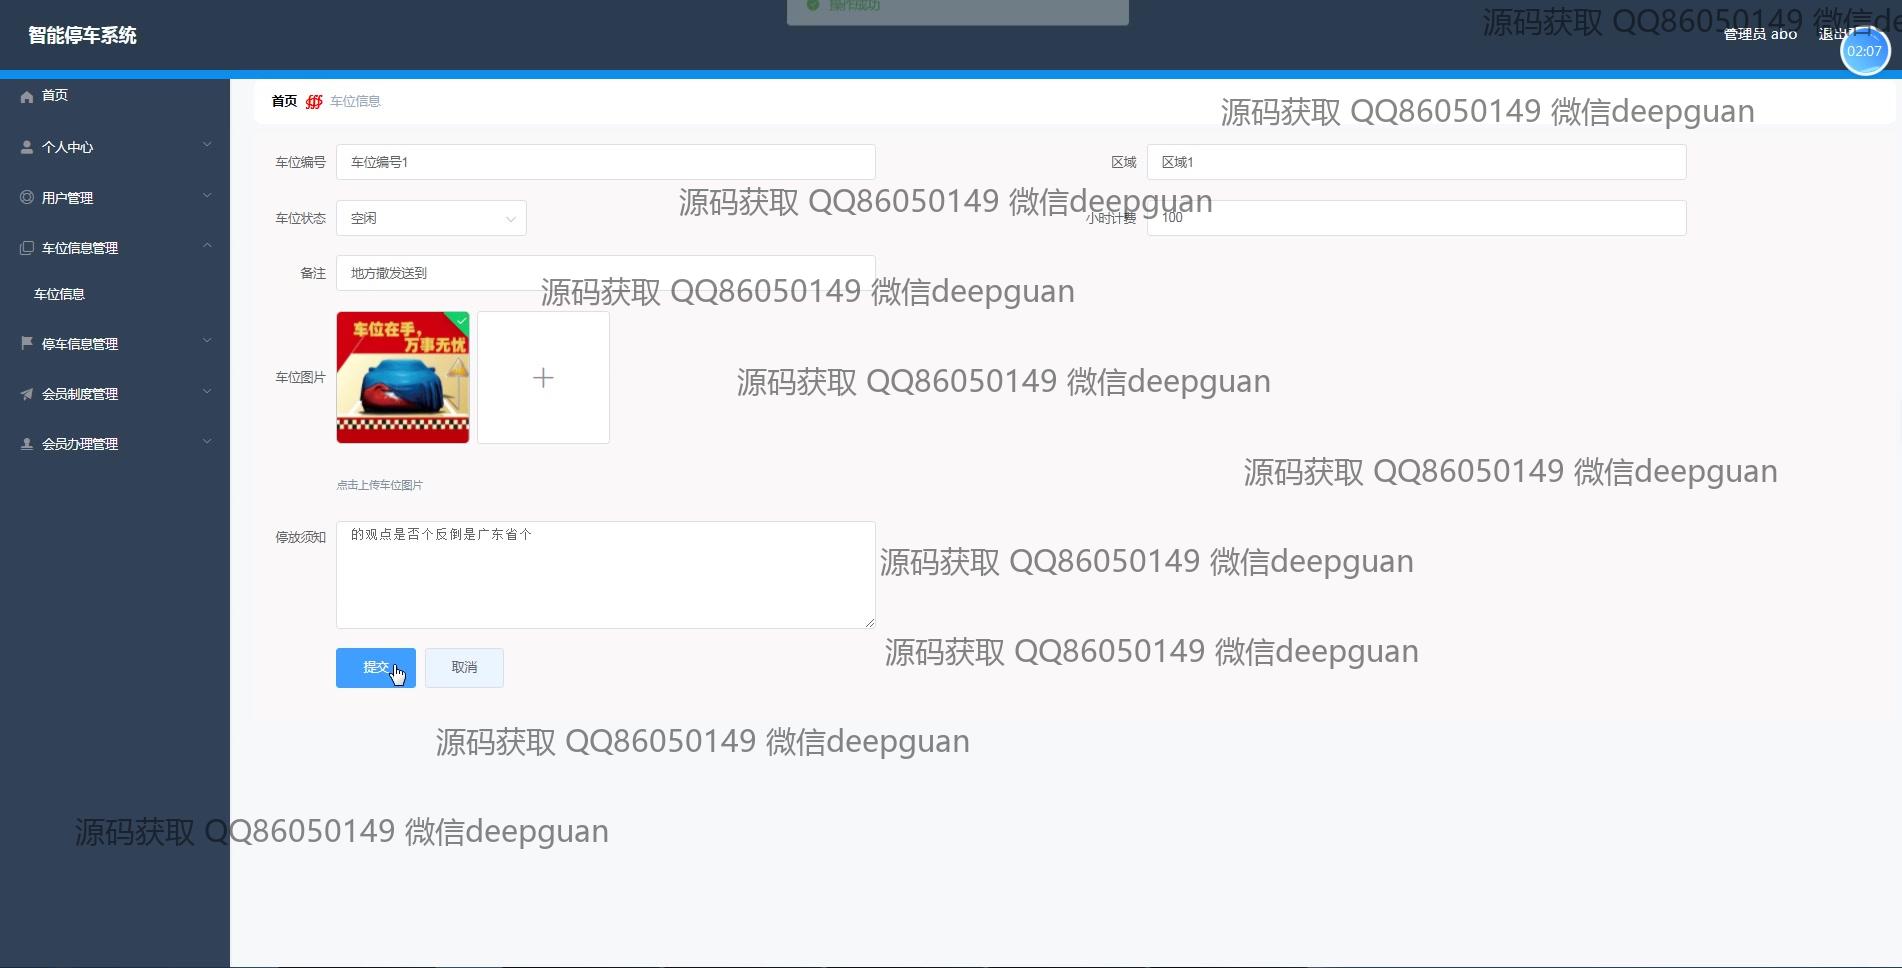 操作成功
源码获取 QQ86050149 微信de
智能停车系统
管理员 abo
退出
02:07
首页
首页 车位信息
源码获取 QQ86050149 微信deepguan
个人中心
车位编号 车位编号1
区域 区域1
用户管理
源码获取 QQ86050149 微信deepguan
车位状态 空闲
小时计费 100
车位信息管理
备注 地方撒发送到
源码获取 QQ86050149 微信deepguan
车位信息
车位在手,
万事无忧
停车信息管理
车位图片
源码获取 QQ86050149 微信deepguan
会员制度管理
会员办理管理
源码获取 QQ86050149 微信deepguan
点击上传车位图片
停放须知 的观点是否个反倒是广东省个
源码获取 QQ86050149 微信deepguan
源码获取 QQ86050149 微信deepguan
提交 取消
源码获取 QQ86050149 微信deepguan
源码获取 QQ86050149 微信deepguan